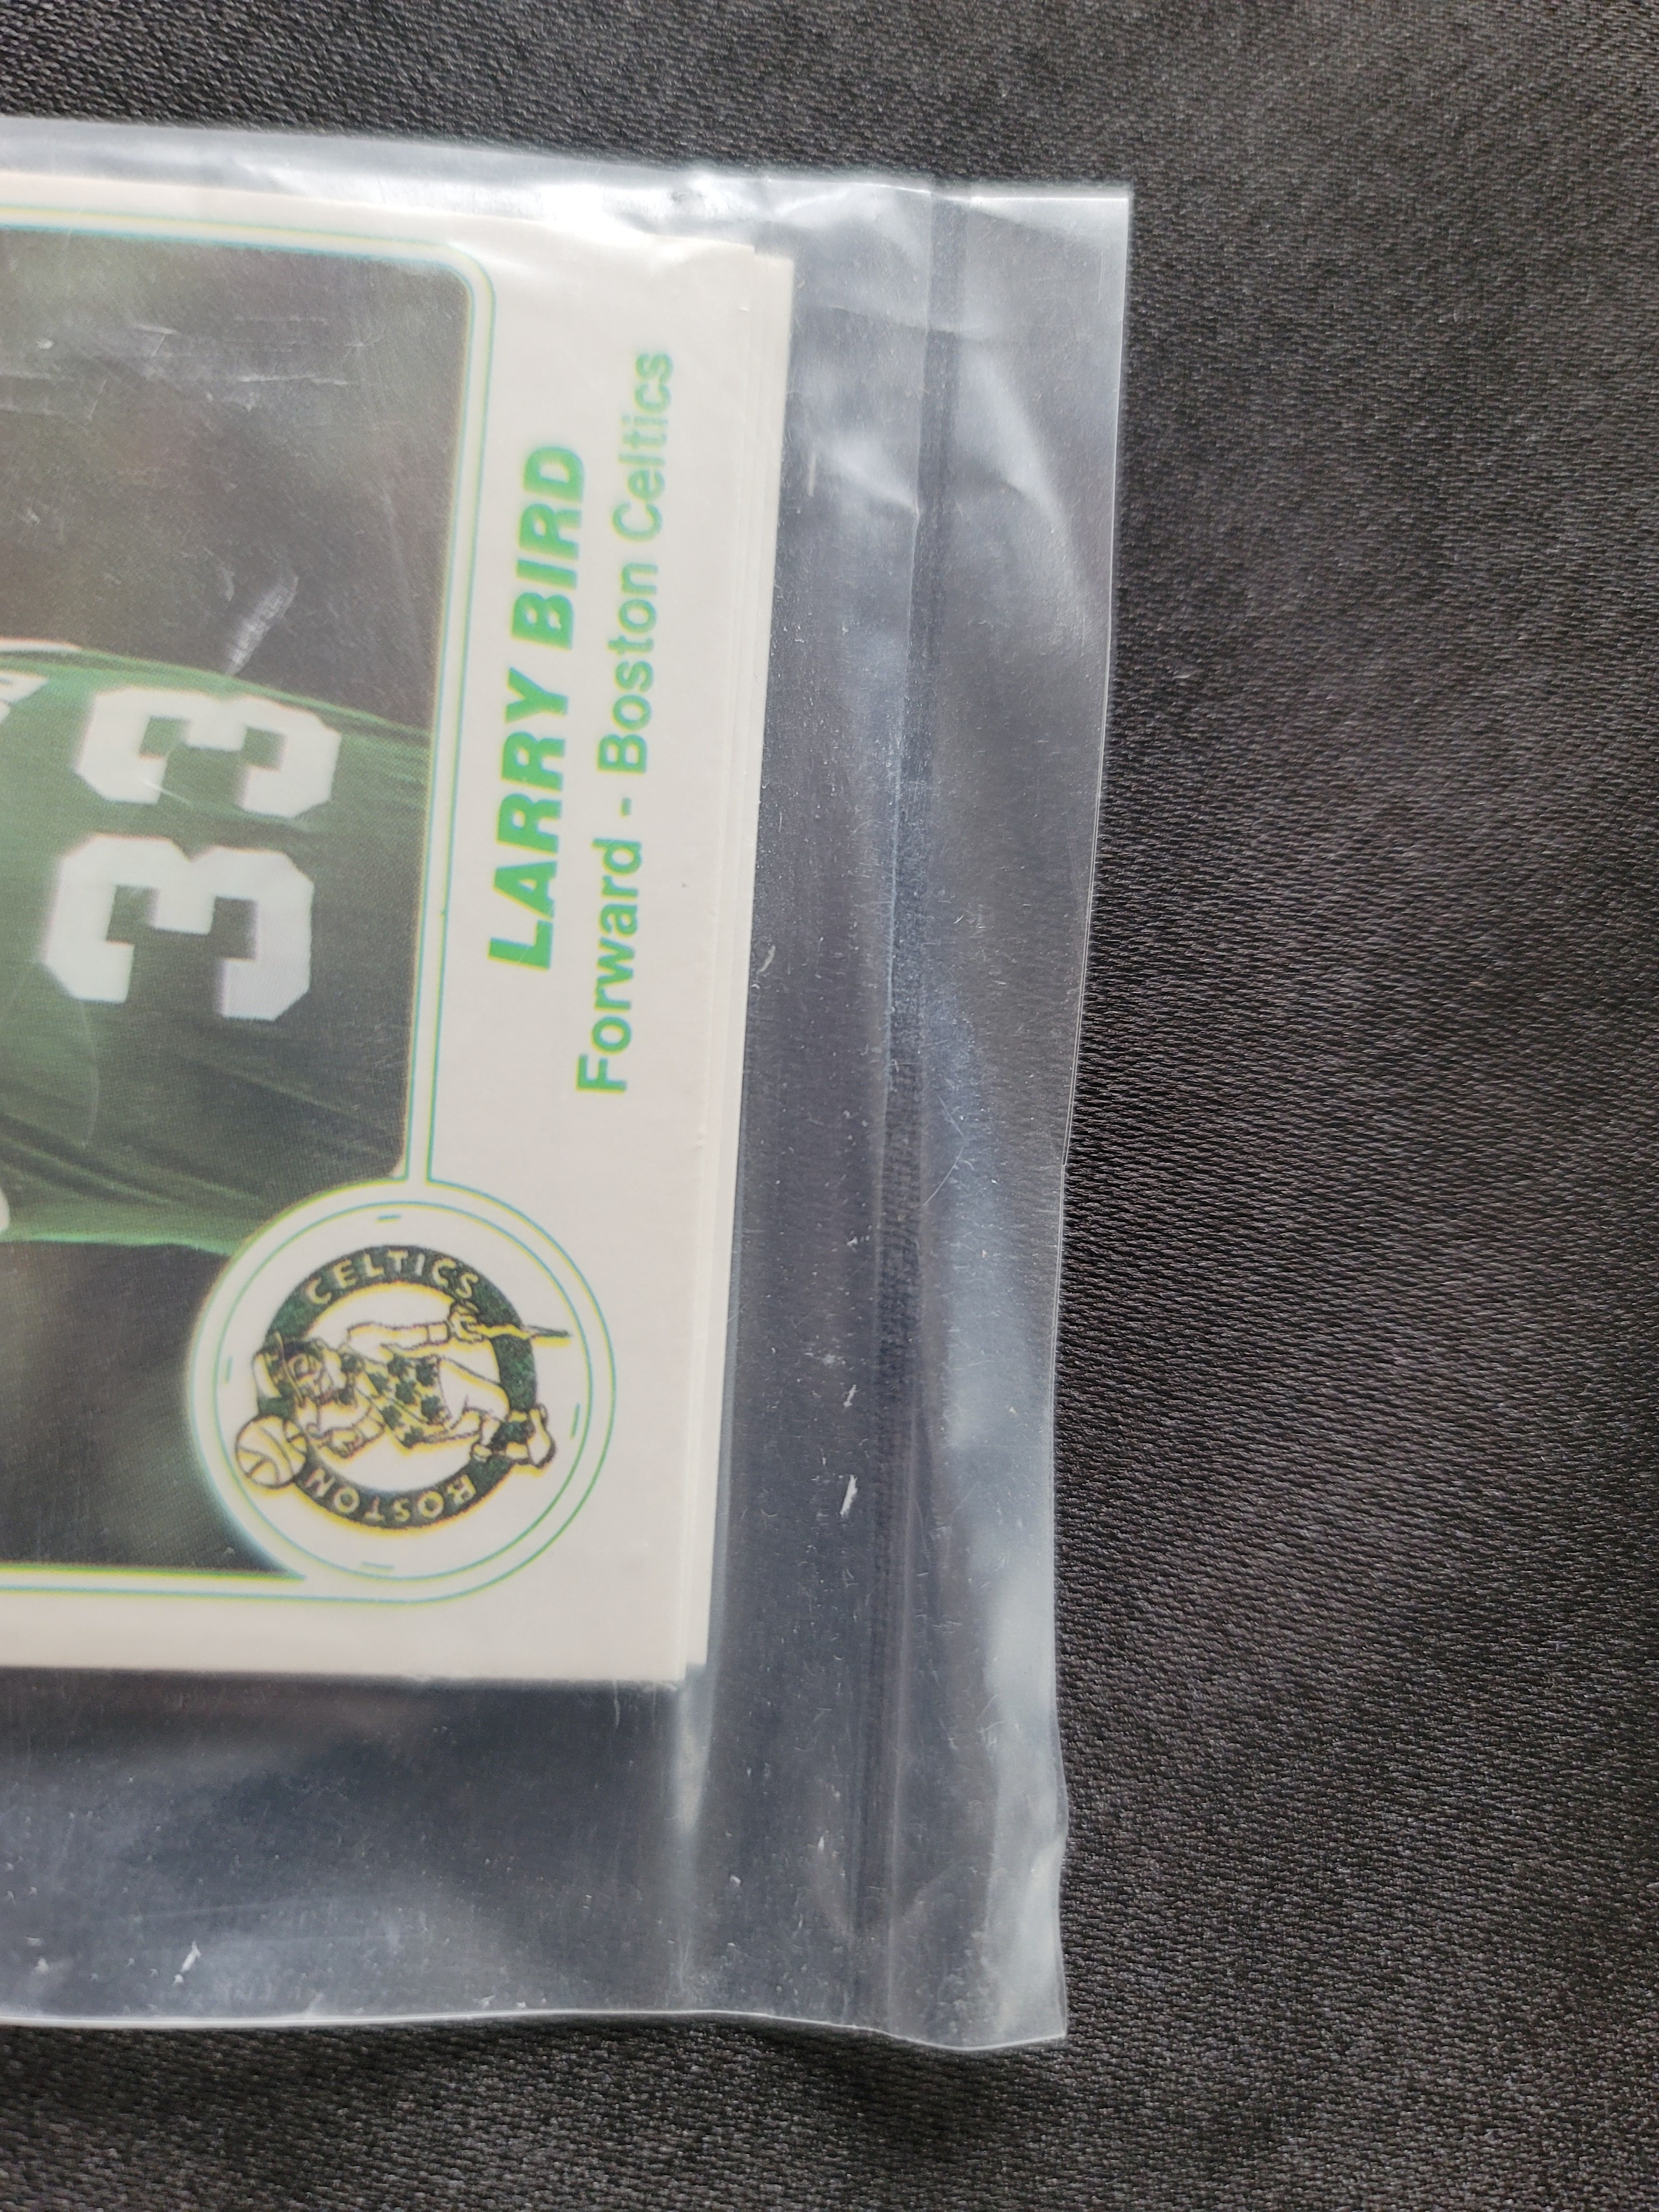 33
LARRY BIRD
Forward - Boston Celtics
BOSTON
CELTICS